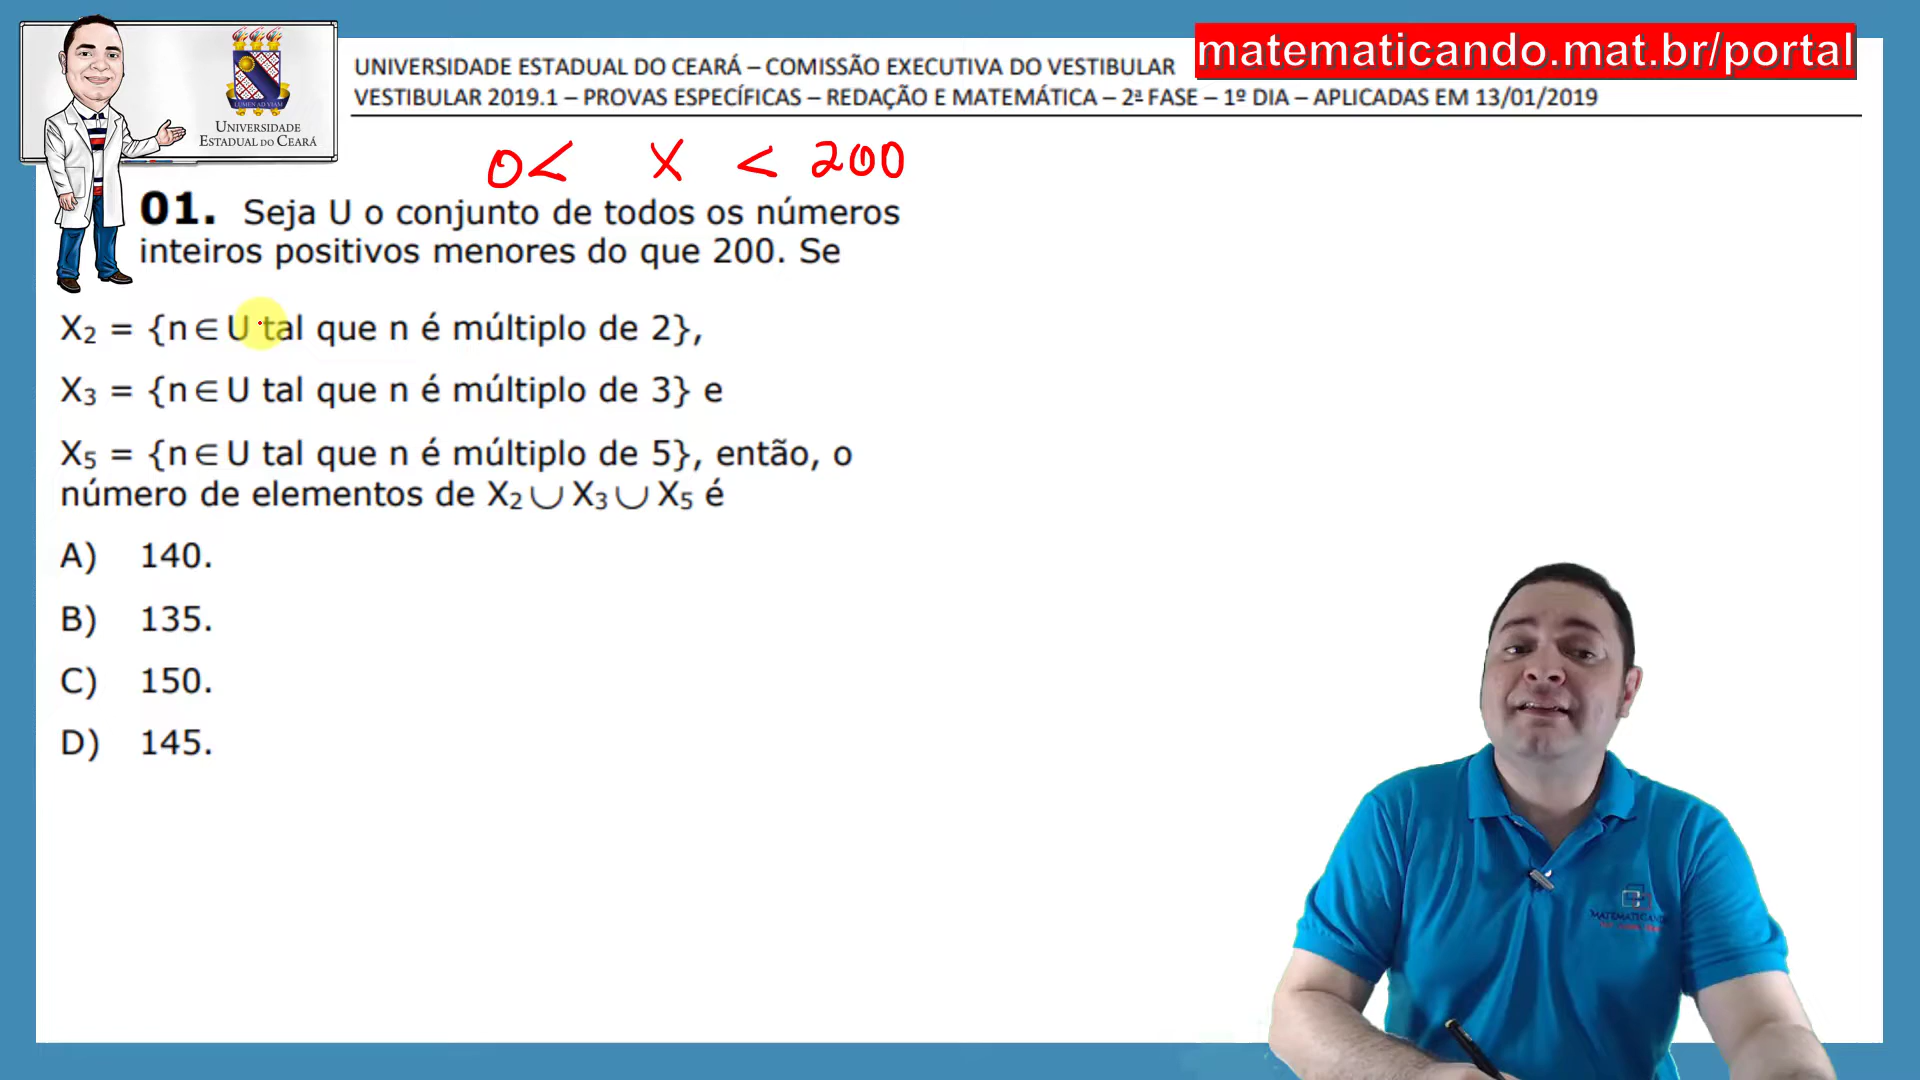 matematicando.mat.br/portal
UNIVERSIDADE ESTADUAL DO CEARÁ – COMISSÃO EXECUTIVA DO VESTIBULAR
VESTIBULAR 2019.1 – PROVAS ESPECÍFICAS – REDAÇÃO E MATEMÁTICA – 2ª FASE – 1º DIA – APLICADAS EM 13/01/2019
LUMEN AD VIAM
UNIVERSIDADE
ESTADUAL DO CEARÁ
0 < X < 200
01. Seja U o conjunto de todos os números
inteiros positivos menores do que 200. Se
X₂ = {n ∈ U tal que n é múltiplo de 2},
X₃ = {n ∈ U tal que n é múltiplo de 3} e
X₅ = {n ∈ U tal que n é múltiplo de 5}, então, o
número de elementos de X₂ ∪ X₃ ∪ X₅ é
A) 140.
B) 135.
C) 150.
D) 145.
MATEMATICANDO